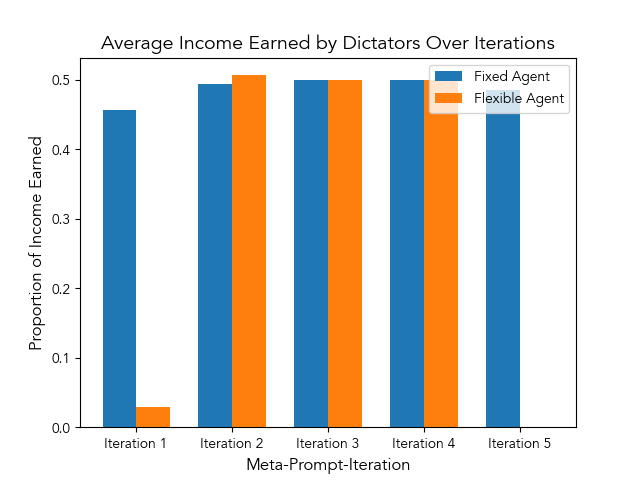 Average Income Earned by Dictators Over Iterations
Fixed Agent
Flexible Agent
Proportion of Income Earned
0.5
0.4
0.3
0.2
0.1
0.0
Iteration 1
Iteration 2
Iteration 3
Iteration 4
Iteration 5
Meta-Prompt-Iteration